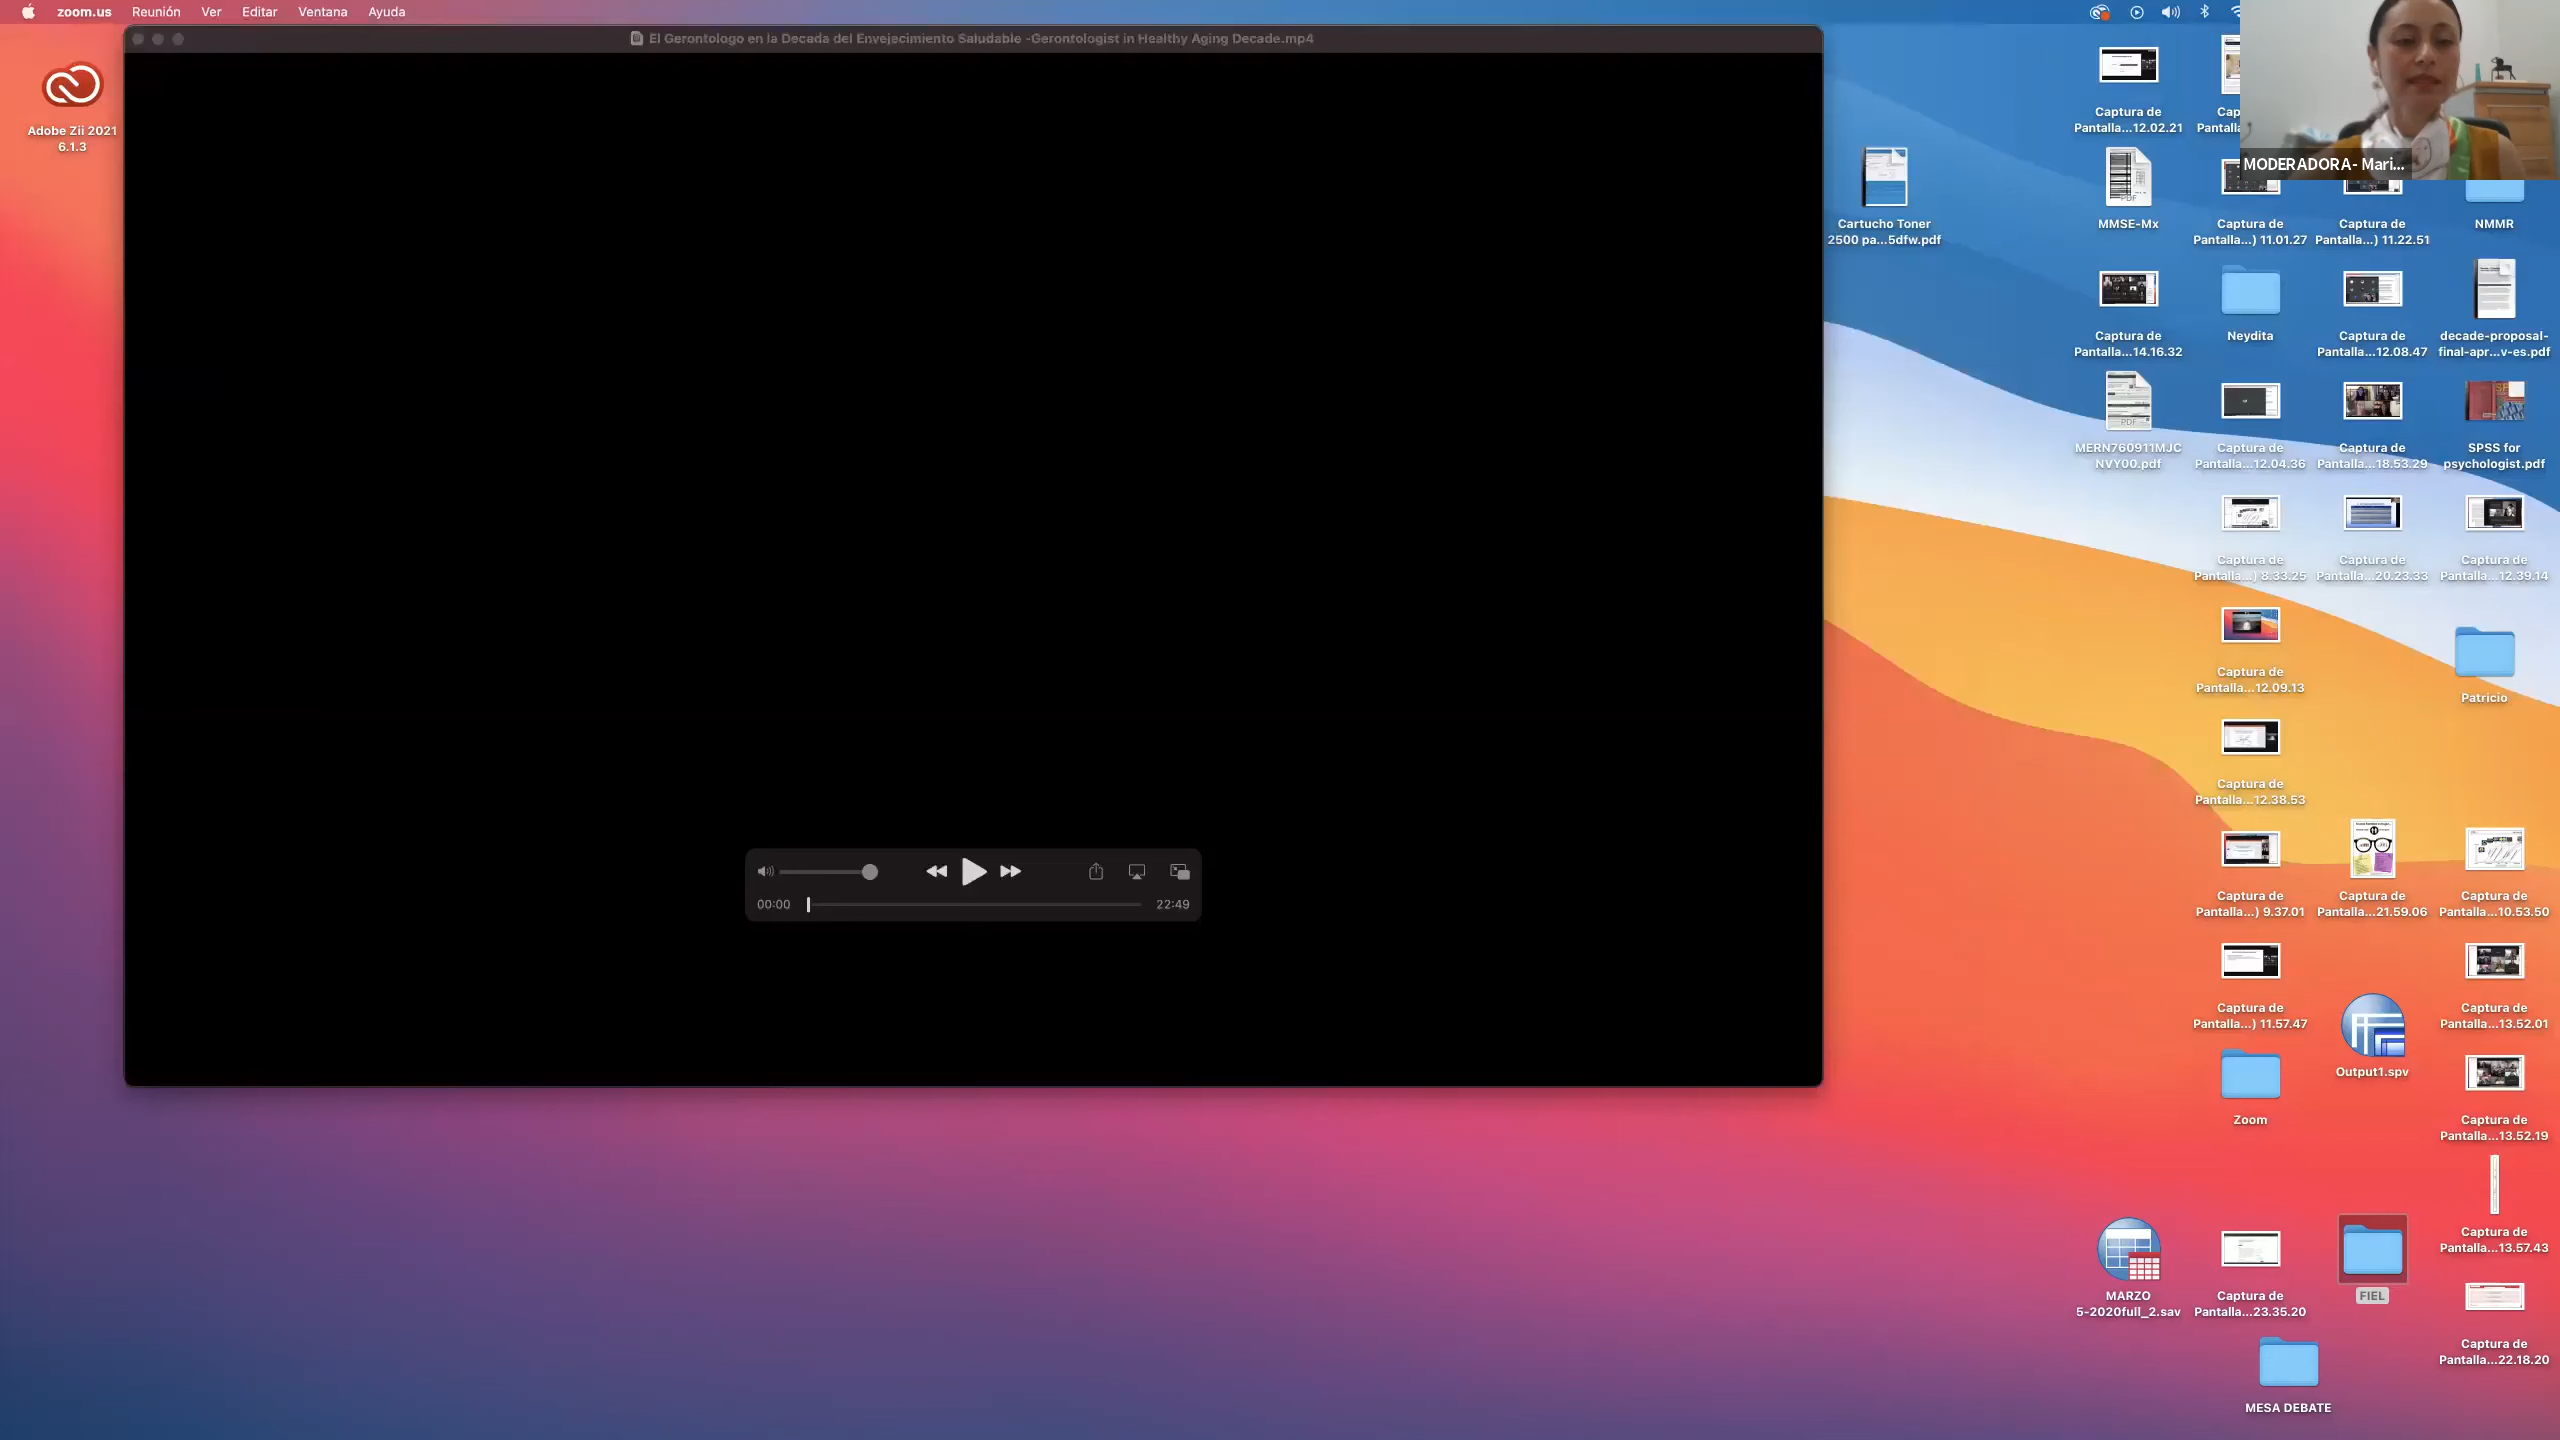 zoom.us Reunión Ver Editar Ventana Ayuda
El Gerontologo en la Decada del Envejecimiento Saludable -Gerontologist in Healthy Aging Decade.mp4
Adobe Zii 2021
6.1.3
MODERADORA- Mari...
Captura de
Pantalla...12.02.21
Cartucho Toner
2500 pa...5dfw.pdf
MMSE-Mx
Captura de
Pantalla...) 11.01.27
Captura de
Pantalla...) 11.22.51
NMMR
Captura de
Pantalla...14.16.32
Neydita
Captura de
Pantalla...12.08.47
decade-proposal-
final-apr...v-es.pdf
PDF
MERN760911MJC
NVY00.pdf
Captura de
Pantalla...12.04.36
Captura de
Pantalla...18.53.29
SPSS for
psychologist.pdf
Captura de
Pantalla...) 8.33.25
Captura de
Pantalla...20.23.33
Captura de
Pantalla...12.39.14
Captura de
Pantalla...12.09.13
Patricio
Captura de
Pantalla...12.38.53
00:00
22:49
Captura de
Pantalla...) 9.37.01
Captura de
Pantalla...21.59.06
Captura de
Pantalla...10.53.50
Captura de
Pantalla...) 11.57.47
Output1.spv
Captura de
Pantalla...13.52.01
Zoom
Captura de
Pantalla...13.52.19
Captura de
Pantalla...13.57.43
MARZO
5-2020full_2.sav
Captura de
Pantalla...23.35.20
FIEL
Captura de
Pantalla...22.18.20
MESA DEBATE